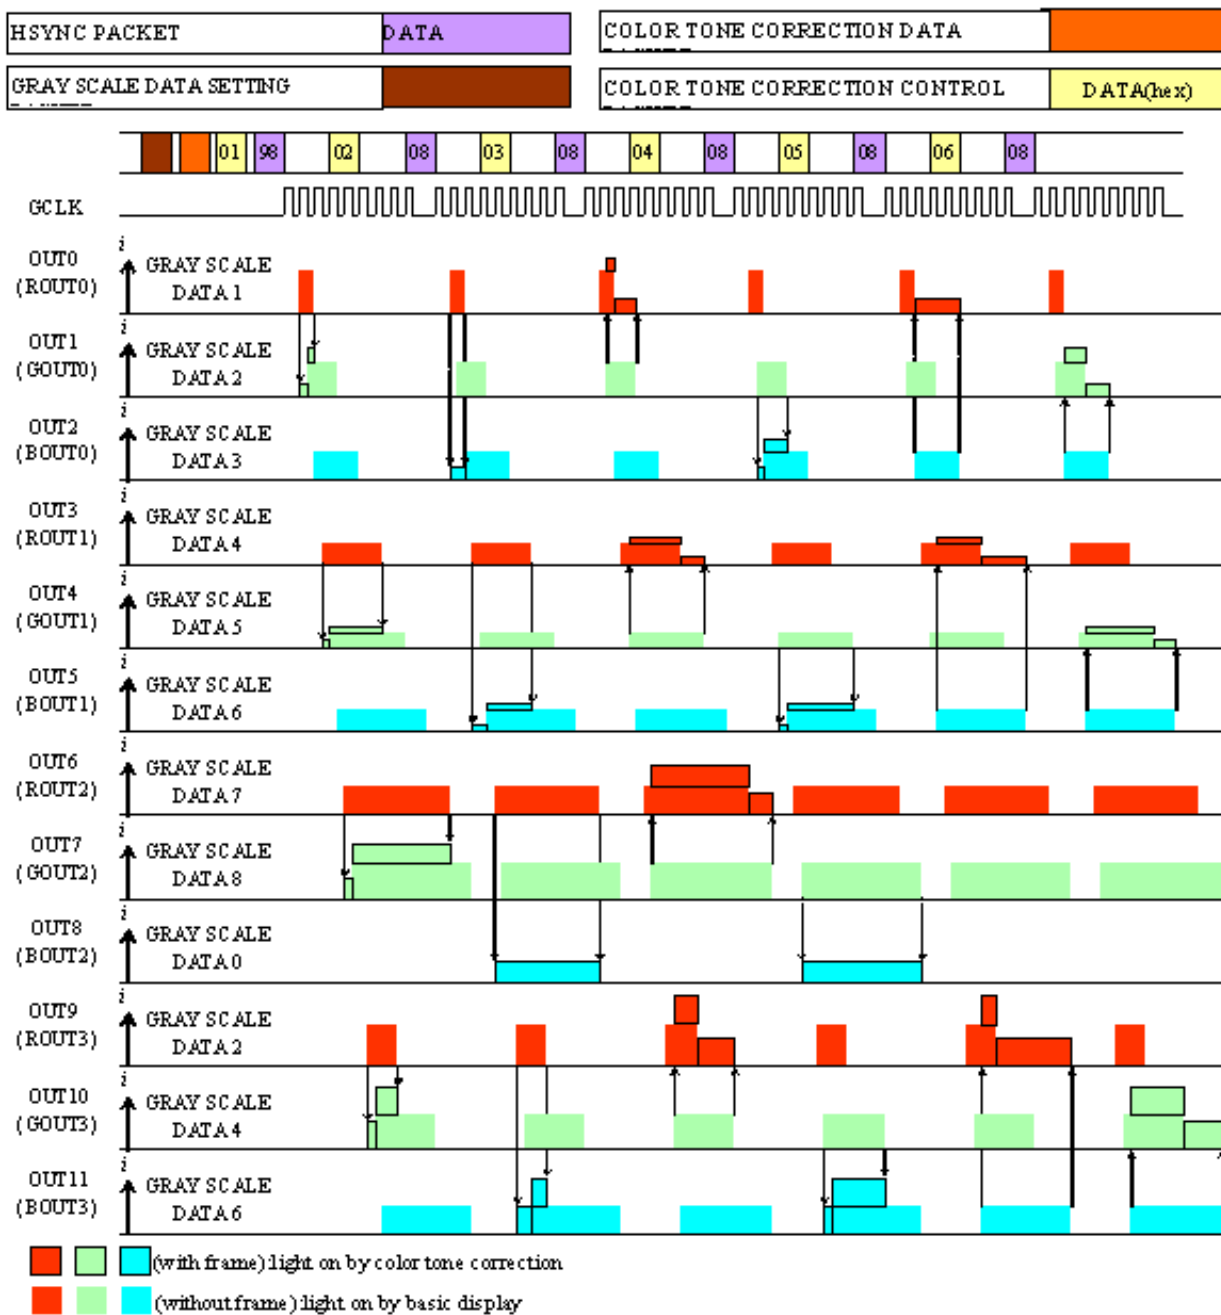 HSYNC PACKET DATA
COLOR TONE CORRECTION DATA
GRAY SCALE DATA SETTING
COLOR TONE CORRECTION CONTROL DATA(hex)
01 98 02 08 03 08 04 08 05 08 06 08
GCLK
i
OUT0 GRAY SCALE
(ROUT0) DATA 1
i
OUT1 GRAY SCALE
(GOUT0) DATA 2
i
OUT2 GRAY SCALE
(BOUT0) DATA 3
i
OUT3 GRAY SCALE
(ROUT1) DATA 4
i
OUT4 GRAY SCALE
(GOUT1) DATA 5
i
OUT5 GRAY SCALE
(BOUT1) DATA 6
i
OUT6 GRAY SCALE
(ROUT2) DATA 7
i
OUT7 GRAY SCALE
(GOUT2) DATA 8
i
OUT8 GRAY SCALE
(BOUT2) DATA 0
i
OUT9 GRAY SCALE
(ROUT3) DATA 2
i
OUT10 GRAY SCALE
(GOUT3) DATA 4
i
OUT11 GRAY SCALE
(BOUT3) DATA 6
(with frame) light on by color tone correction
(without frame) light on by basic display